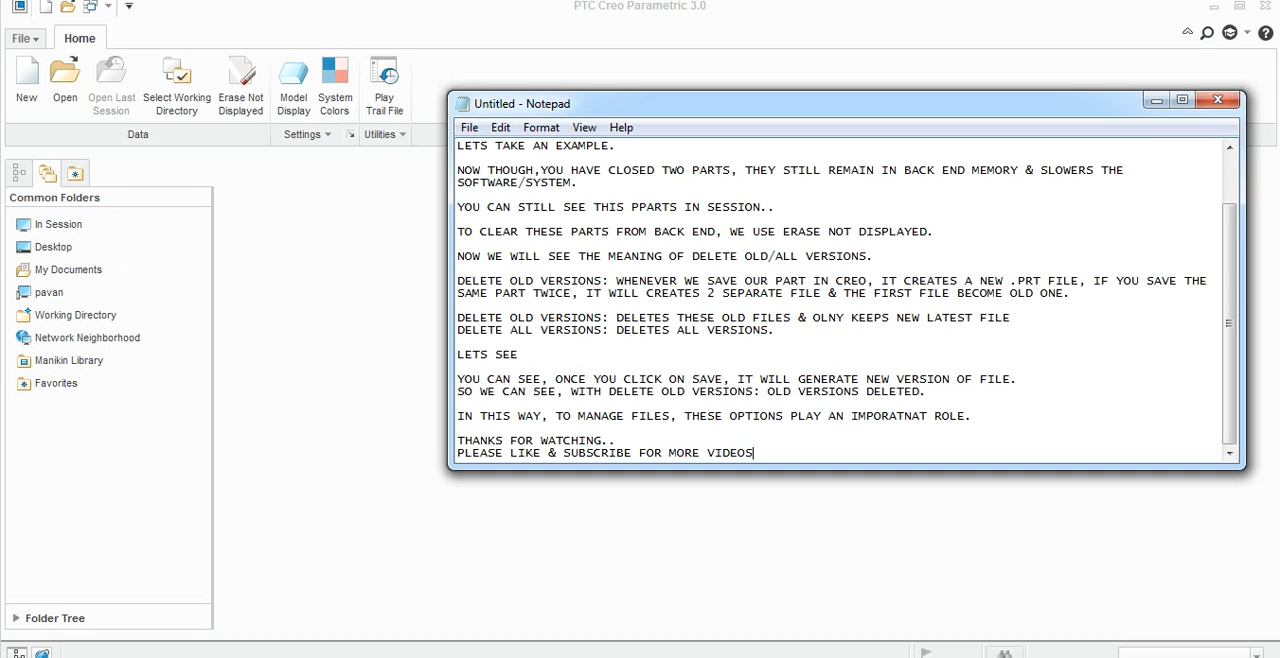 PTC Creo Parametric 3.0
File
Home
New
Open
Open Last Session
Select Working Directory
Erase Not Displayed
Model Display
System Colors
Play Trail File
Data
Settings
Utilities
Common Folders
In Session
Desktop
My Documents
pavan
Working Directory
Network Neighborhood
Manikin Library
Favorites
Folder Tree
Untitled - Notepad
File Edit Format View Help
LETS TAKE AN EXAMPLE.
NOW THOUGH,YOU HAVE CLOSED TWO PARTS, THEY STILL REMAIN IN BACK END MEMORY & SLOWERS THE
SOFTWARE/SYSTEM.
YOU CAN STILL SEE THIS PPARTS IN SESSION..
TO CLEAR THESE PARTS FROM BACK END, WE USE ERASE NOT DISPLAYED.
NOW WE WILL SEE THE MEANING OF DELETE OLD/ALL VERSIONS.
DELETE OLD VERSIONS: WHENEVER WE SAVE OUR PART IN CREO, IT CREATES A NEW .PRT FILE, IF YOU SAVE THE
SAME PART TWICE, IT WILL CREATES 2 SEPARATE FILE & THE FIRST FILE BECOME OLD ONE.
DELETE OLD VERSIONS: DELETES THESE OLD FILES & OLNY KEEPS NEW LATEST FILE
DELETE ALL VERSIONS: DELETES ALL VERSIONS.
LETS SEE
YOU CAN SEE, ONCE YOU CLICK ON SAVE, IT WILL GENERATE NEW VERSION OF FILE.
SO WE CAN SEE, WITH DELETE OLD VERSIONS: OLD VERSIONS DELETED.
IN THIS WAY, TO MANAGE FILES, THESE OPTIONS PLAY AN IMPORATNAT ROLE.
THANKS FOR WATCHING..
PLEASE LIKE & SUBSCRIBE FOR MORE VIDEOS